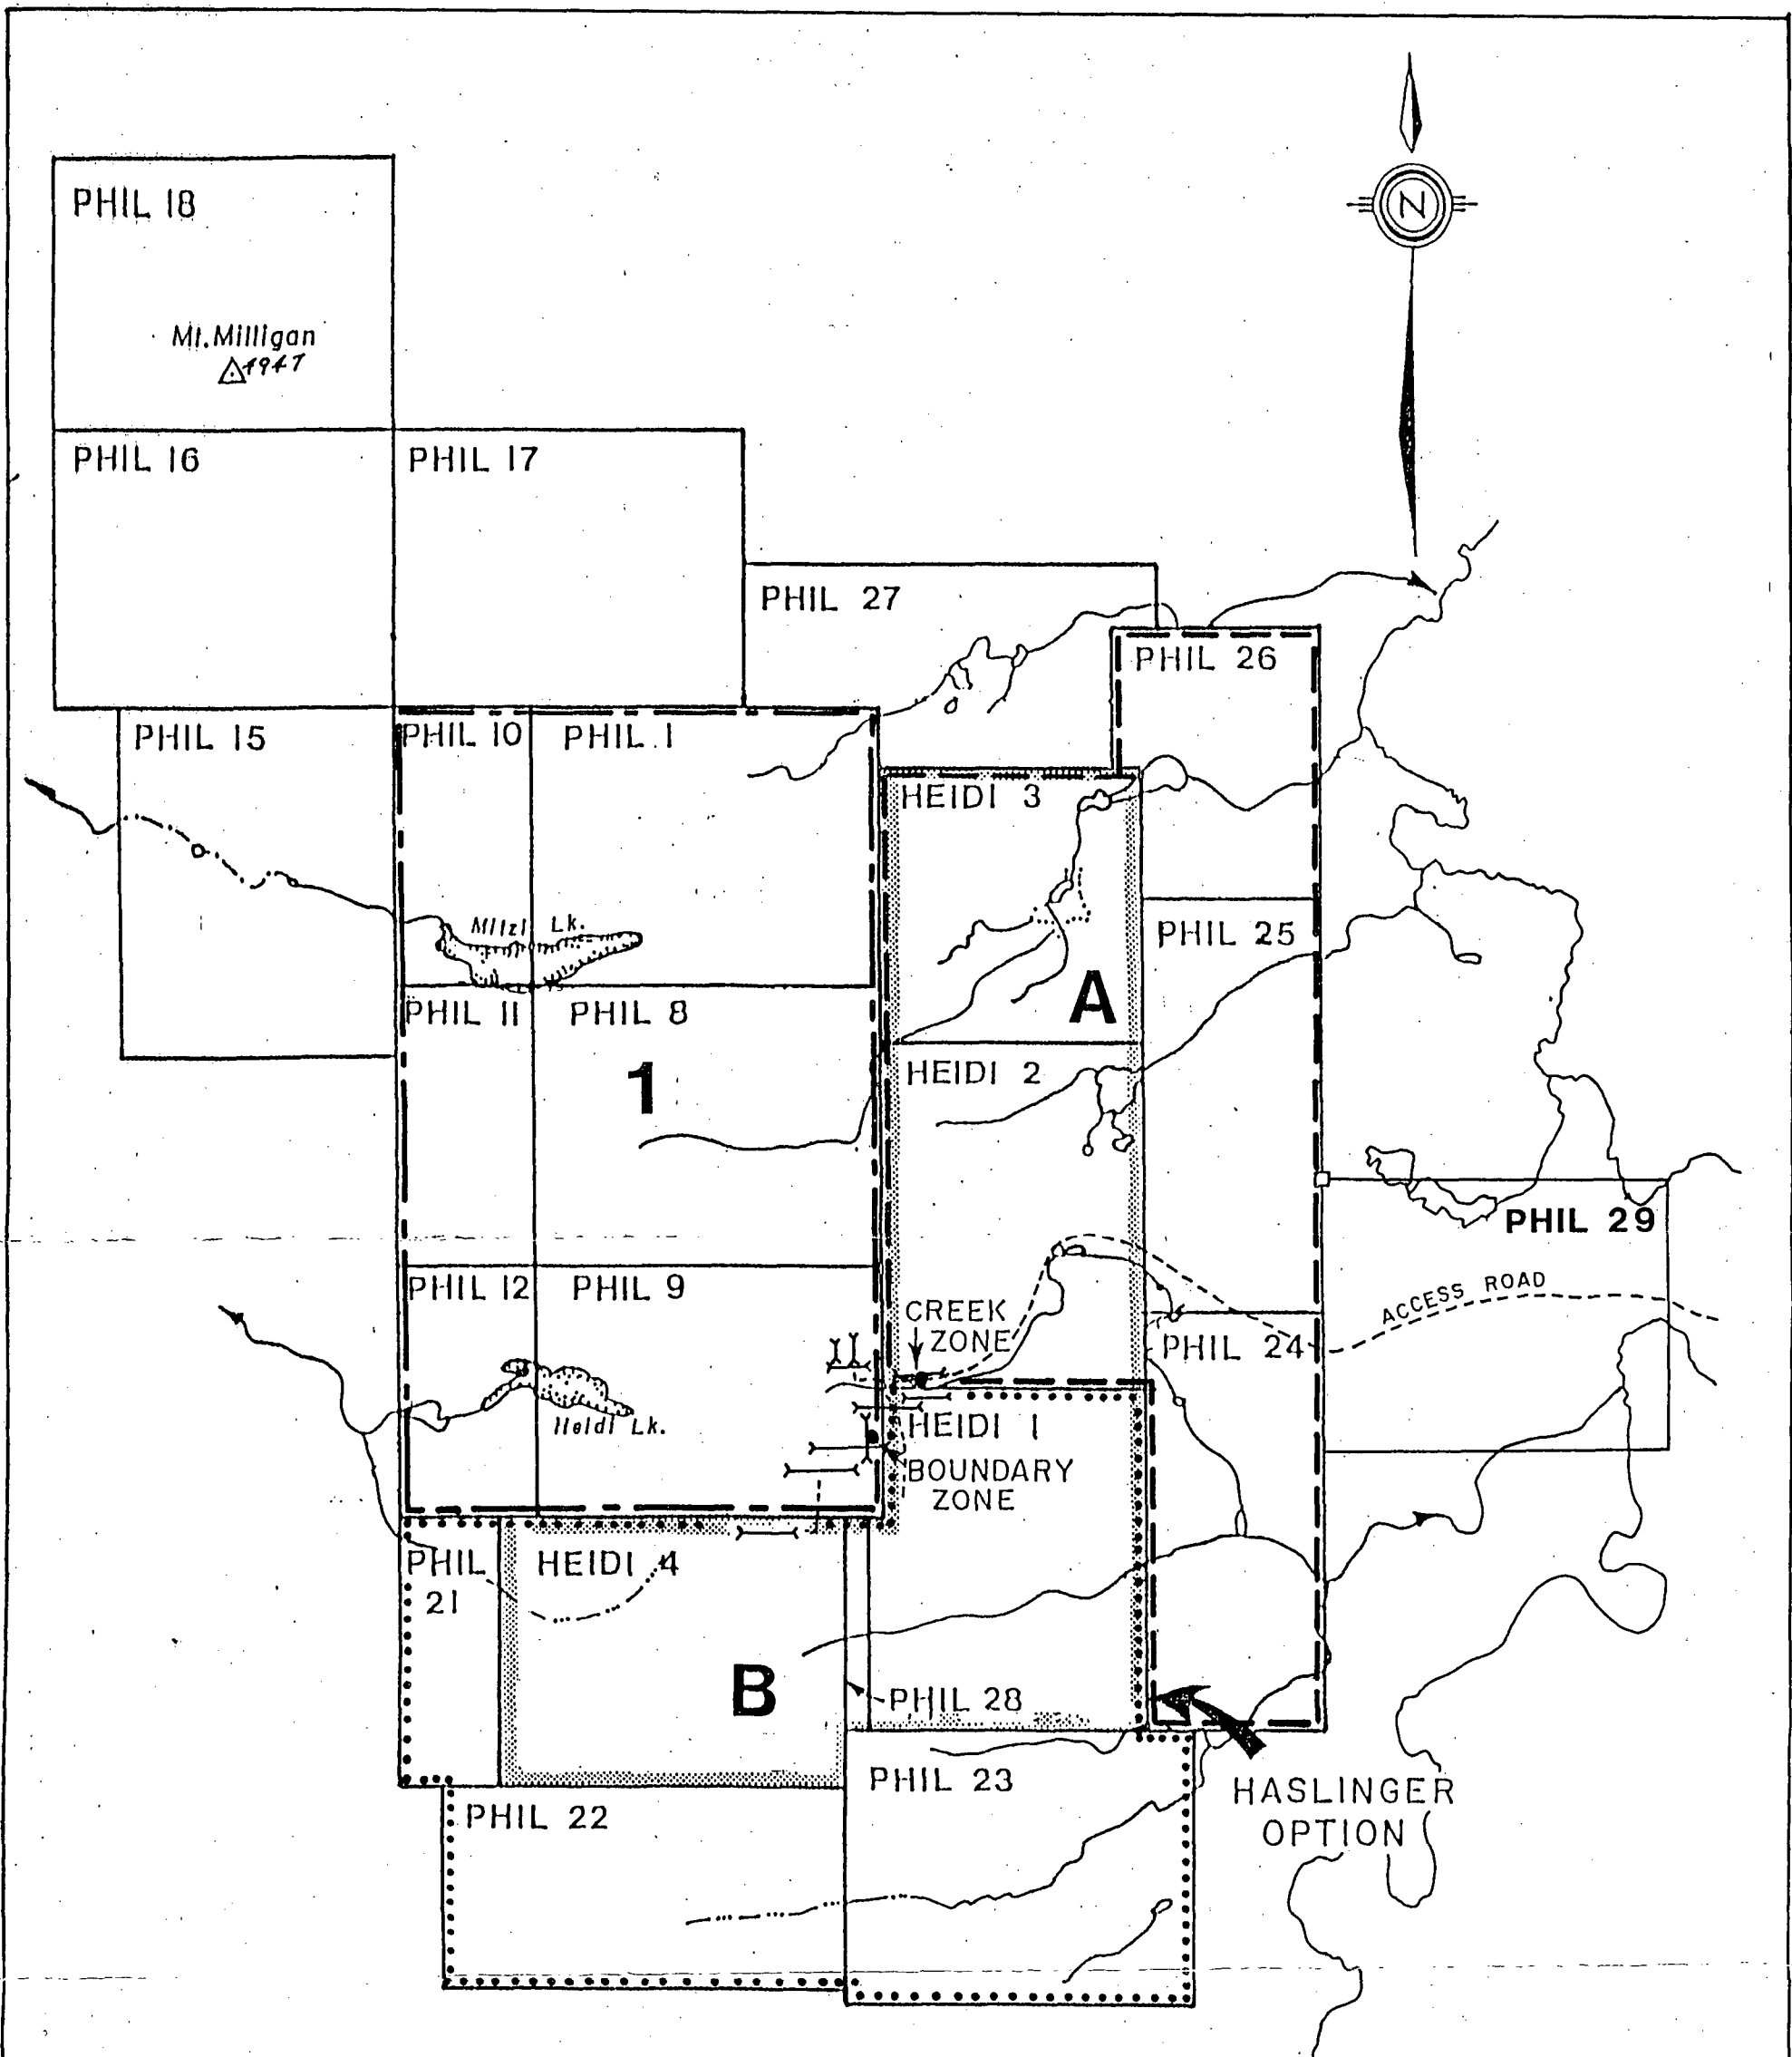 N
PHIL 18
Mt. Milligan
PHIL 16
PHIL 17
PHIL 27
PHIL 26
PHIL 15
PHIL 10
PHIL 1
HEIDI 3
Mitzi Lk.
PHIL 25
A
PHIL 11
PHIL 8
1
HEIDI 2
PHIL 29
PHIL 12
PHIL 9
CREEK
ZONE
ACCESS ROAD
PHIL 24
Heidi Lk.
HEIDI 1
BOUNDARY
ZONE
PHIL
21
HEIDI 4
B
PHIL 28
PHIL 23
PHIL 22
HASLINGER
OPTION